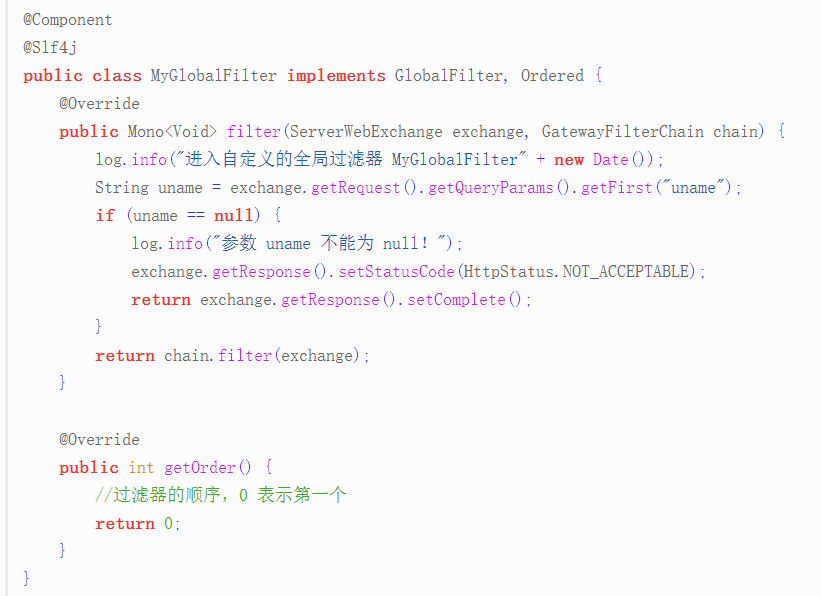 @Component
@Slf4j
public class MyGlobalFilter implements GlobalFilter, Ordered {
    @Override
    public Mono<Void> filter(ServerWebExchange exchange, GatewayFilterChain chain) {
        log.info("进入自定义的全局过滤器 MyGlobalFilter" + new Date());
        String uname = exchange.getRequest().getQueryParams().getFirst("uname");
        if (uname == null) {
            log.info("参数 uname 不能为 null！");
            exchange.getResponse().setStatusCode(HttpStatus.NOT_ACCEPTABLE);
            return exchange.getResponse().setComplete();
        }
        return chain.filter(exchange);
    }
    @Override
    public int getOrder() {
        //过滤器的顺序，0 表示第一个
        return 0;
    }
}